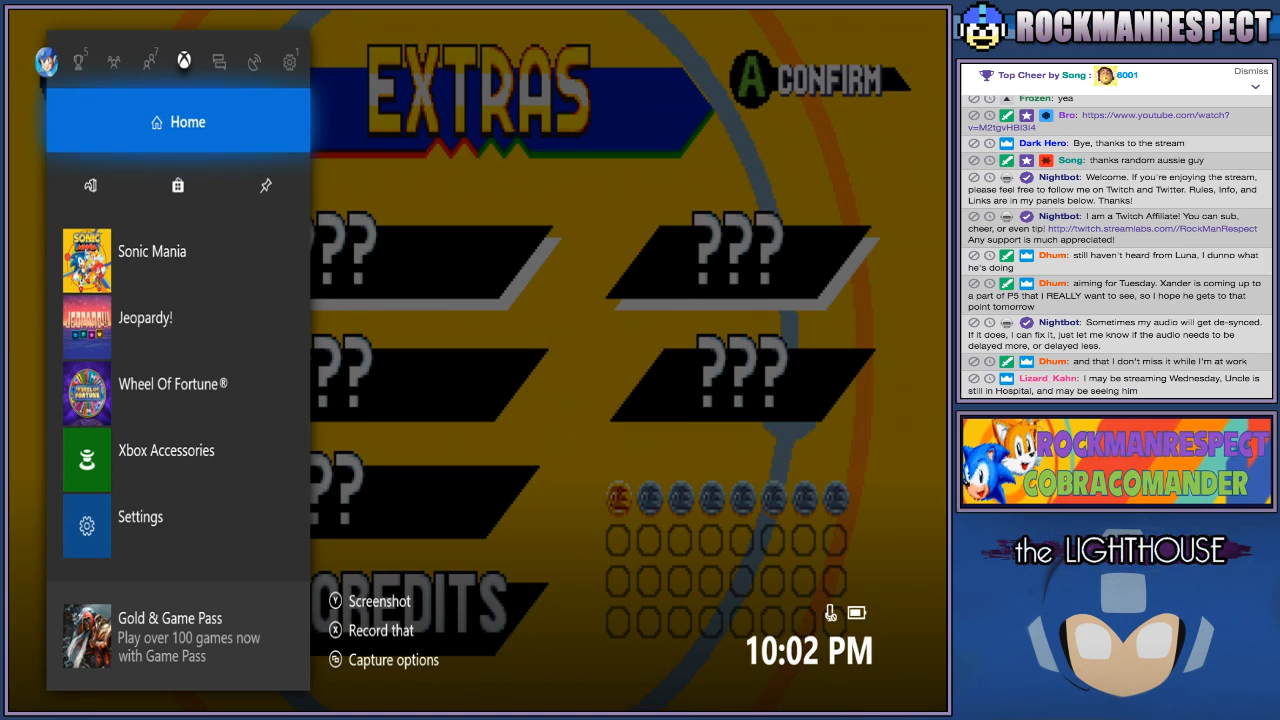 5
7
1
Home
Sonic Mania
Jeopardy!
Wheel Of Fortune®
Xbox Accessories
Settings
Gold & Game Pass
Play over 100 games now
with Game Pass
EXTRAS
A CONFIRM
??
???
??
???
??
CREDITS
Y Screenshot
X Record that
Capture options
10:02 PM
ROCKMANRESPECT
Top Cheer by Song : 6001
Dismiss
Frozen: yea
Bro: https://www.youtube.com/watch?
v=M2tgvHBI3I4
Dark Hero: Bye, thanks to the stream
Song: thanks random aussie guy
Nightbot: Welcome. If you're enjoying the stream,
please feel free to follow me on Twitch and Twitter. Rules, Info, and
Links are in my panels below. Thanks!
Nightbot: I am a Twitch Affiliate! You can sub,
cheer, or even tip! http://twitch.streamlabs.com//RockManRespect
Any support is much appreciated!
Dhum: still haven't heard from Luna, I dunno what
he's doing
Dhum: aiming for Tuesday. Xander is coming up to
a part of P5 that I REALLY want to see, so I hope he gets to that
point tomorrow
Nightbot: Sometimes my audio will get de-synced.
If it does, I can fix it, just let me know if the audio needs to be
delayed more, or delayed less.
Dhum: and that I don't miss it while I'm at work
Lizard_Kahn: I may be streaming Wednesday, Uncle is
still in Hospital, and may be seeing him
ROCKMANRESPECT
COBRACOMANDER
the LIGHTHOUSE